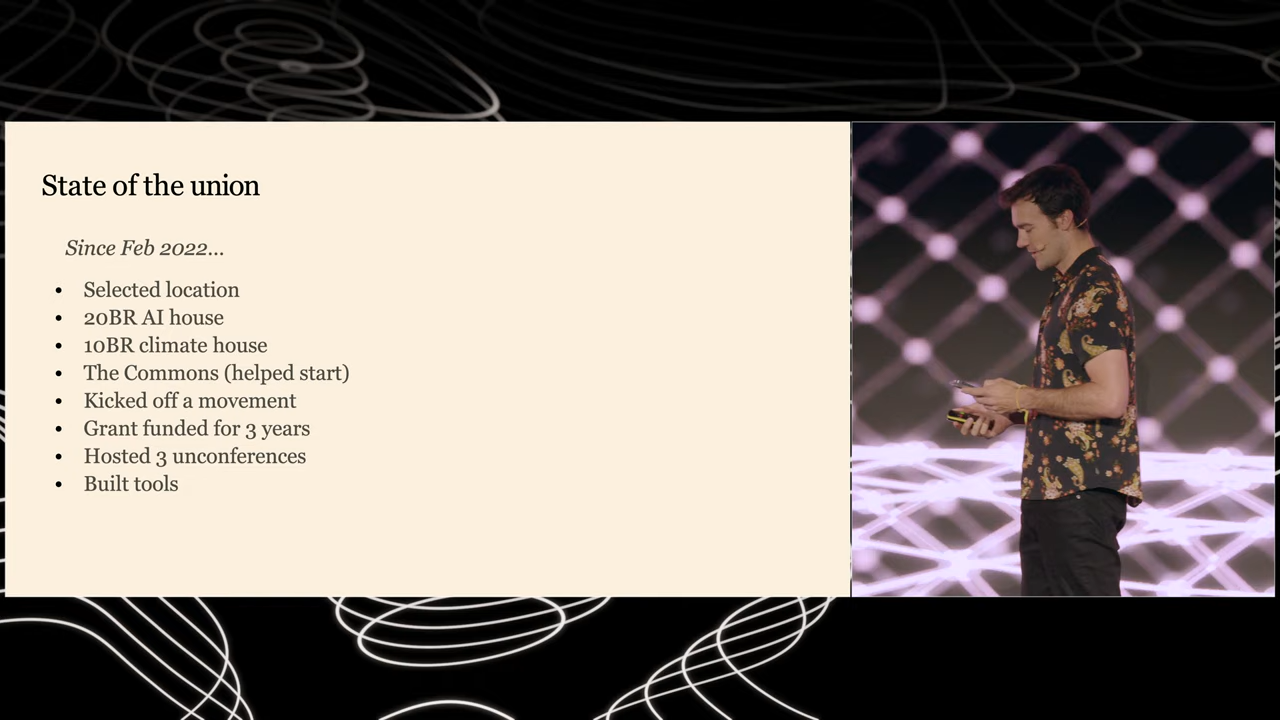 State of the union
Since Feb 2022...
• Selected location
• 20BR AI house
• 10BR climate house
• The Commons (helped start)
• Kicked off a movement
• Grant funded for 3 years
• Hosted 3 unconferences
• Built tools